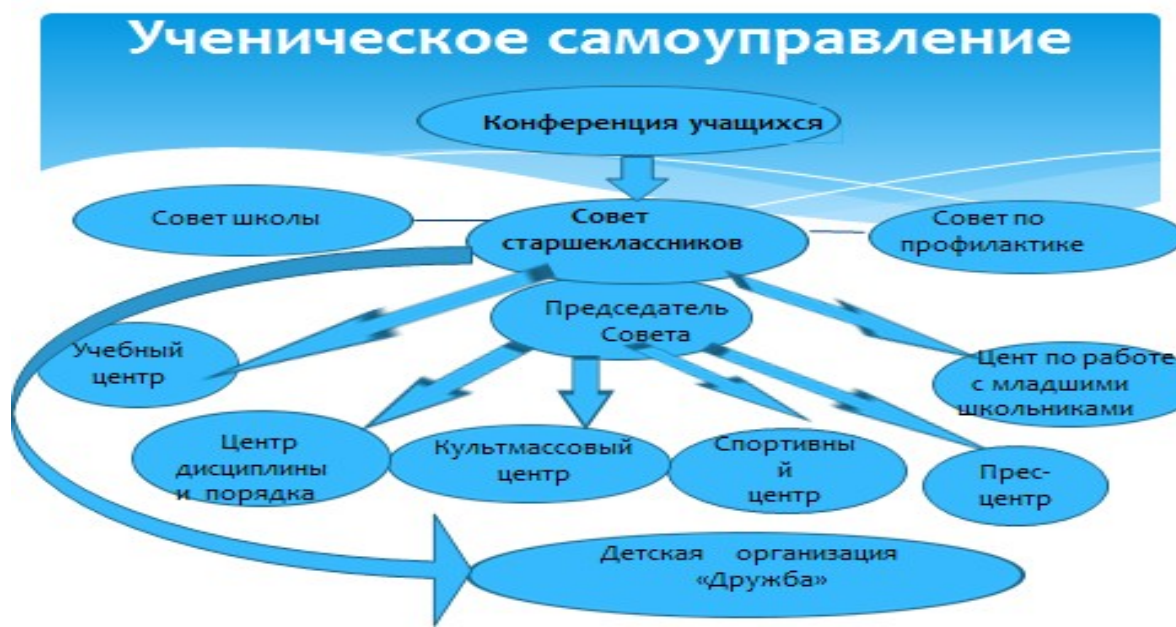 Ученическое самоуправление
Конференция учащихся
Совет школы
Совет
старшеклассников
Совет по
профилактике
Председатель
Совета
Учебный
центр
Цент по работе
с младшими
школьниками
Центр
дисциплины
и порядка
Культмассовый
центр
Спортивны
й
центр
Прес-
центр
Детская организация
«Дружба»